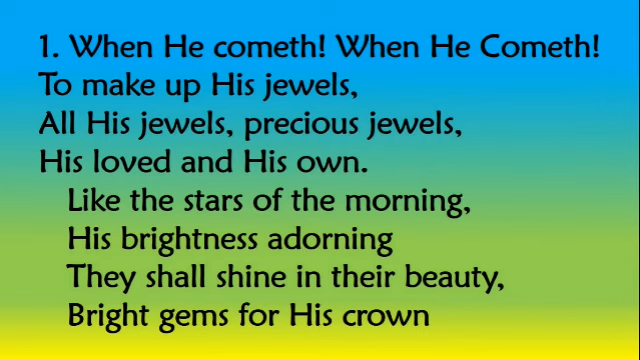 1. When He cometh! When He Cometh!
To make up His jewels,
All His jewels, precious jewels,
His loved and His own.
Like the stars of the morning,
His brightness adorning
They shall shine in their beauty,
Bright gems for His crown